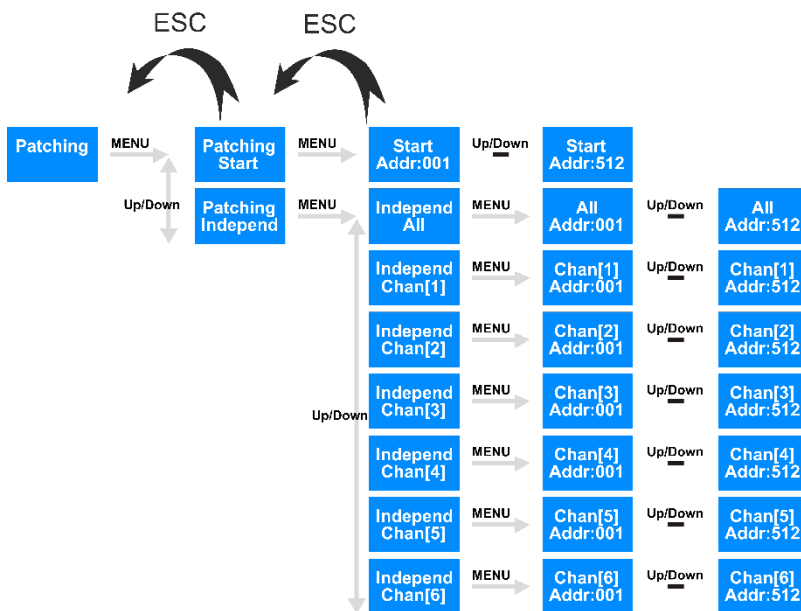 ESC
ESC
Patching
MENU
Patching
Start
MENU
Start
Addr:001
Up/Down
Start
Addr:512
Up/Down
Patching
Independ
MENU
Independ
All
MENU
All
Addr:001
Up/Down
All
Addr:512
Independ
Chan[1]
MENU
Chan[1]
Addr:001
Up/Down
Chan[1]
Addr:512
Independ
Chan[2]
MENU
Chan[2]
Addr:001
Up/Down
Chan[2]
Addr:512
Up/Down
Independ
Chan[3]
MENU
Chan[3]
Addr:001
Up/Down
Chan[3]
Addr:512
Independ
Chan[4]
MENU
Chan[4]
Addr:001
Up/Down
Chan[4]
Addr:512
Independ
Chan[5]
MENU
Chan[5]
Addr:001
Up/Down
Chan[5]
Addr:512
Independ
Chan[6]
MENU
Chan[6]
Addr:001
Up/Down
Chan[6]
Addr:512